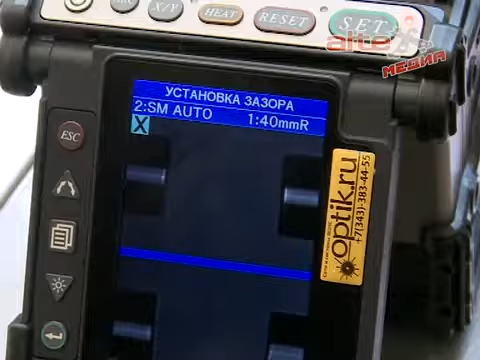 X/Y
HEAT
RESET
SET
alteх
МЕДИА
УСТАНОВКА ЗАЗОРА
2:SM AUTO 1:40mmR
X
ESC
optik.ru
+7(343)-383-44-55